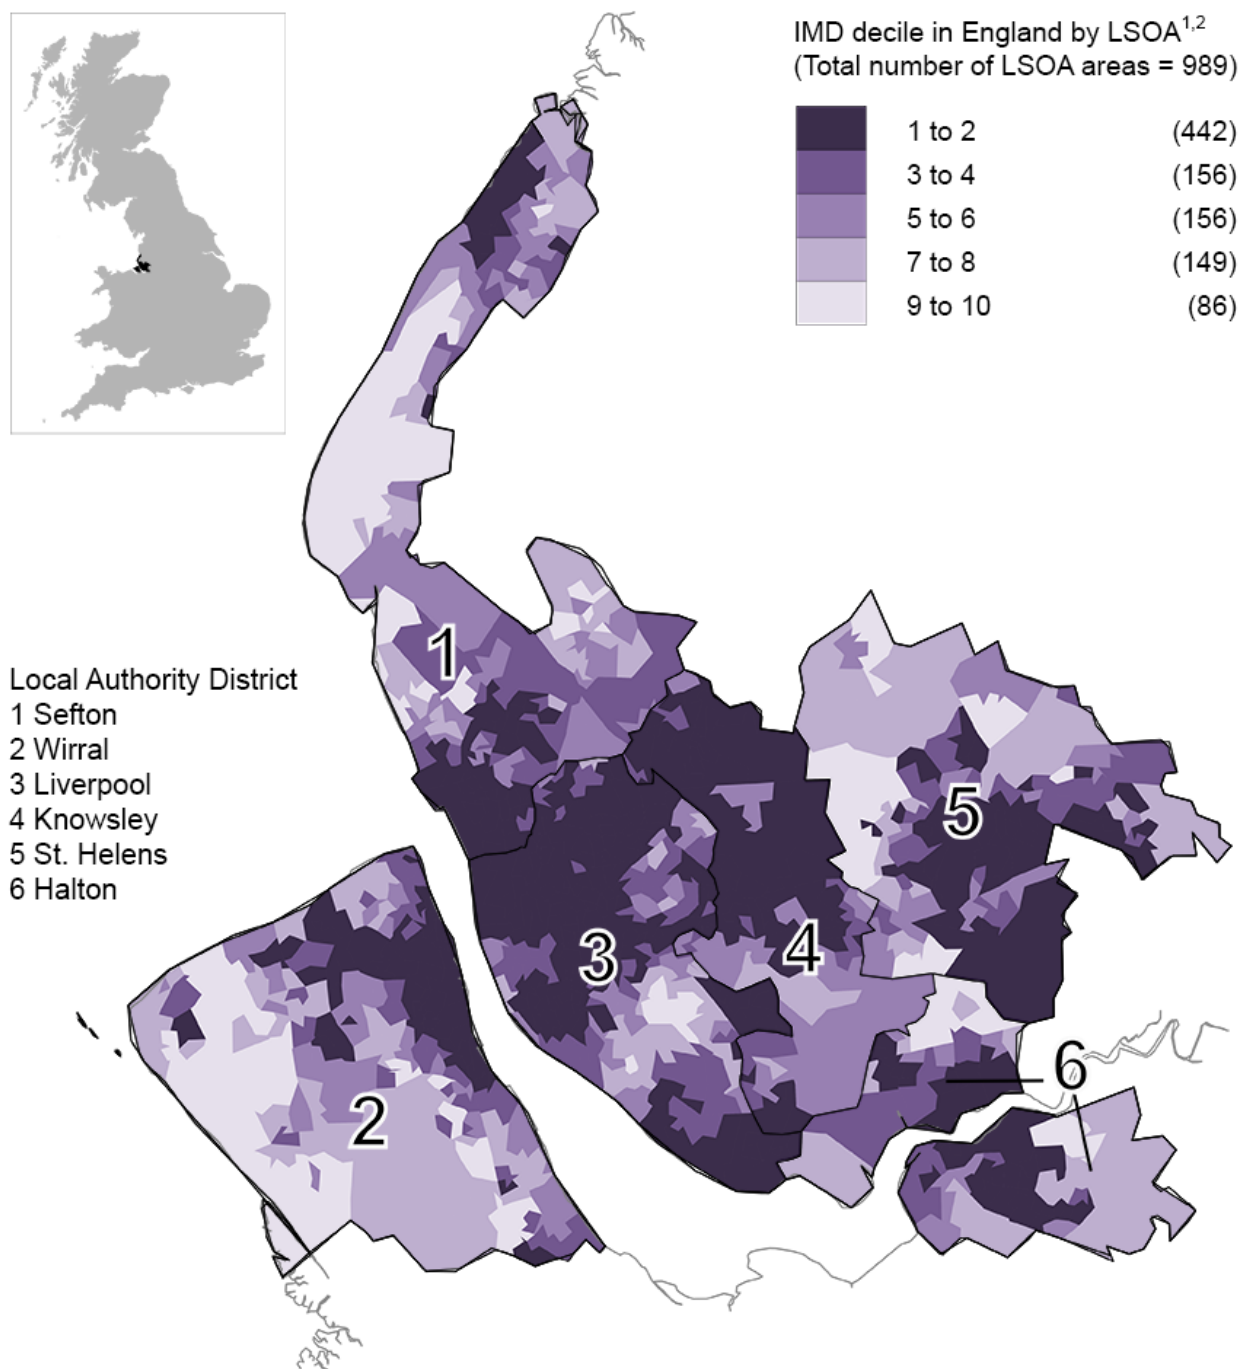 IMD decile in England by LSOA1,2
(Total number of LSOA areas = 989)
1 to 2 (442)
3 to 4 (156)
5 to 6 (156)
7 to 8 (149)
9 to 10 (86)
Local Authority District
1 Sefton
2 Wirral
3 Liverpool
4 Knowsley
5 St. Helens
6 Halton
1
5
3
4
6
2